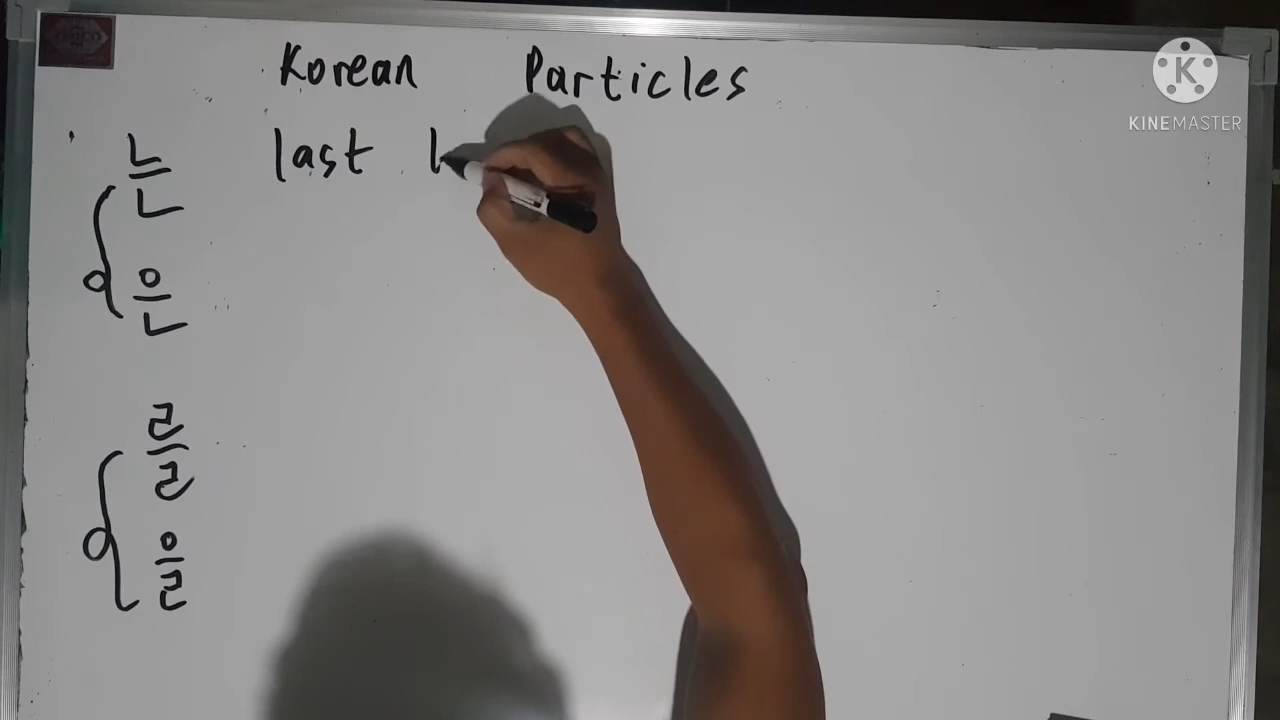 Korean Particles
last
는
은
를
을
KINEMASTER